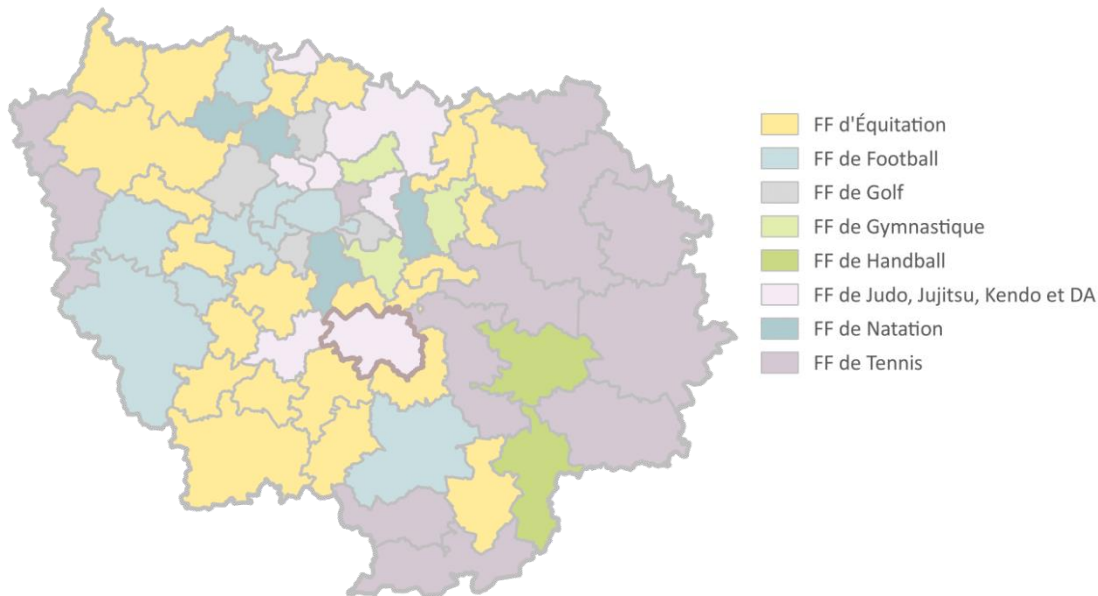 FF d'Équitation
FF de Football
FF de Golf
FF de Gymnastique
FF de Handball
FF de Judo, Jujitsu, Kendo et DA
FF de Natation
FF de Tennis